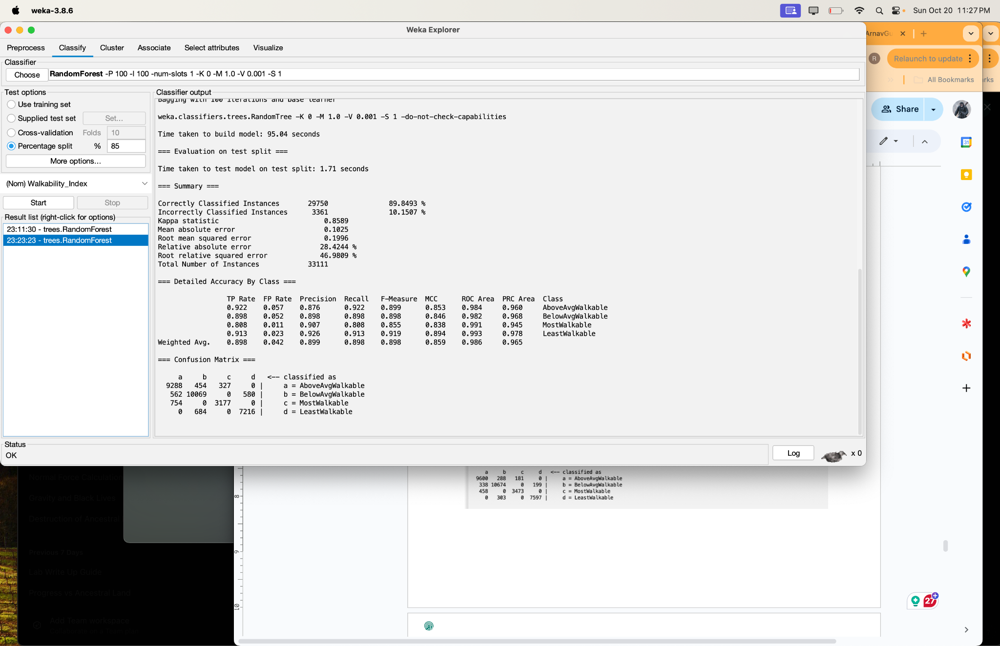 weka-3.8.6
Sun Oct 20 11:27 PM
Weka Explorer
Preprocess Classify Cluster Associate Select attributes Visualize
Classifier
Choose RandomForest -P 100 -I 100 -num-slots 1 -K 0 -M 1.0 -V 0.001 -S 1
Test options
Use training set
Supplied test set Set...
Cross-validation Folds 10
Percentage split % 85
More options...
(Nom) Walkability_Index
Start Stop
Result list (right-click for options)
23:11:30 - trees.RandomForest
23:23:23 - trees.RandomForest
Classifier output
Bagging with 100 iterations and base learner
weka.classifiers.trees.RandomTree -K 0 -M 1.0 -V 0.001 -S 1 -do-not-check-capabilities
Time taken to build model: 95.04 seconds
=== Evaluation on test split ===
Time taken to test model on test split: 1.71 seconds
=== Summary ===
Correctly Classified Instances 29750 89.8493 %
Incorrectly Classified Instances 3361 10.1507 %
Kappa statistic 0.8589
Mean absolute error 0.1025
Root mean squared error 0.1996
Relative absolute error 28.4244 %
Root relative squared error 46.9809 %
Total Number of Instances 33111
=== Detailed Accuracy By Class ===
TP Rate FP Rate Precision Recall F-Measure MCC ROC Area PRC Area Class
0.922 0.057 0.876 0.922 0.899 0.853 0.984 0.960 AboveAvgWalkable
0.898 0.052 0.898 0.898 0.898 0.846 0.982 0.968 BelowAvgWalkable
0.808 0.011 0.907 0.808 0.855 0.838 0.991 0.945 MostWalkable
0.913 0.023 0.926 0.913 0.919 0.894 0.993 0.978 LeastWalkable
Weighted Avg. 0.898 0.042 0.899 0.898 0.898 0.859 0.986 0.965
=== Confusion Matrix ===
a b c d <-- classified as
9288 454 327 0 | a = AboveAvgWalkable
562 10069 0 580 | b = BelowAvgWalkable
754 0 3177 0 | c = MostWalkable
0 684 0 7216 | d = LeastWalkable
Status
OK
Log x 0
ArnavGu
R Relaunch to update
All Bookmarks rks
Share
31
a b c d <-- classified as
9600 288 181 0 | a = AboveAvgWalkable
338 10674 0 199 | b = BelowAvgWalkable
458 0 3473 0 | c = MostWalkable
0 303 0 7597 | d = LeastWalkable
8
9
10
27
Normal Force Calculation
Gravity and Black Lives
Destruction of Ancestral
Previous 7 Days
Lab Write Up Guide
Progress vs Ancestral Land
Add Team workspace